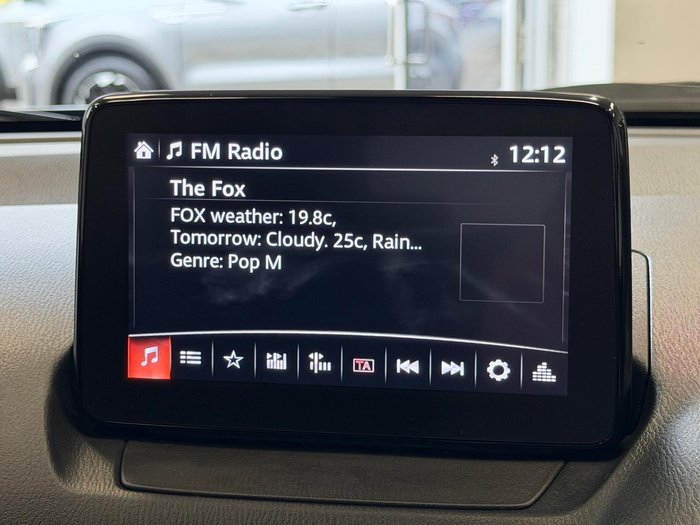 FM Radio 12:12
The Fox
FOX weather: 19.8c,
Tomorrow: Cloudy. 25c, Rain...
Genre: Pop M
TA